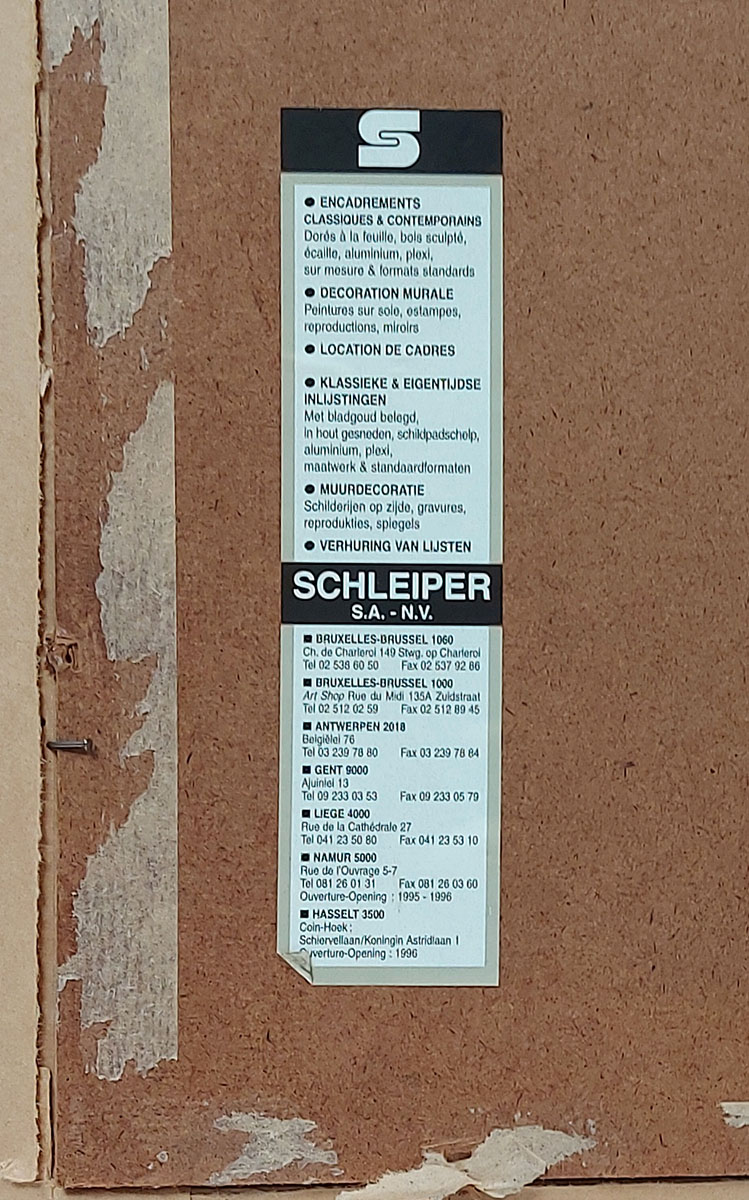 S
● ENCADREMENTS
CLASSIQUES & CONTEMPORAINS
Dorés à la feuille, bois sculpté,
écaille, aluminium, plexi,
sur mesure & formats standards
● DECORATION MURALE
Peintures sur soie, estampes,
reproductions, miroirs
● LOCATION DE CADRES
● KLASSIEKE & EIGENTIJDSE
INLIJSTINGEN
Met bladgoud belegd,
in hout gesneden, schildpadschelp,
aluminium, plexi,
maatwerk & standaardformaten
● MUURDECORATIE
Schilderijen op zijde, gravures,
reprodukties, spiegels
● VERHURING VAN LIJSTEN
SCHLEIPER
S.A. - N.V.
■ BRUXELLES-BRUSSEL 1060
Ch. de Charleroi 149 Stwg. op Charleroi
Tel 02 538 60 50 Fax 02 537 92 86
■ BRUXELLES-BRUSSEL 1000
Art Shop Rue du Midi 135A Zuidstraat
Tel 02 512 02 59 Fax 02 512 89 45
■ ANTWERPEN 2018
Belgiëlei 76
Tel 03 239 78 80 Fax 03 239 78 84
■ GENT 9000
Ajuinlei 13
Tel 09 233 03 53 Fax 09 233 05 79
■ LIEGE 4000
Rue de la Cathédrale 27
Tel 041 23 50 80 Fax 041 23 53 10
■ NAMUR 5000
Rue de l'Ouvrage 5-7
Tel 081 26 01 31 Fax 081 26 03 60
Ouverture-Opening : 1995 - 1996
■ HASSELT 3500
Coin-Hoek :
Schiervellaan/Koningin Astridlaan 1
Ouverture-Opening : 1996